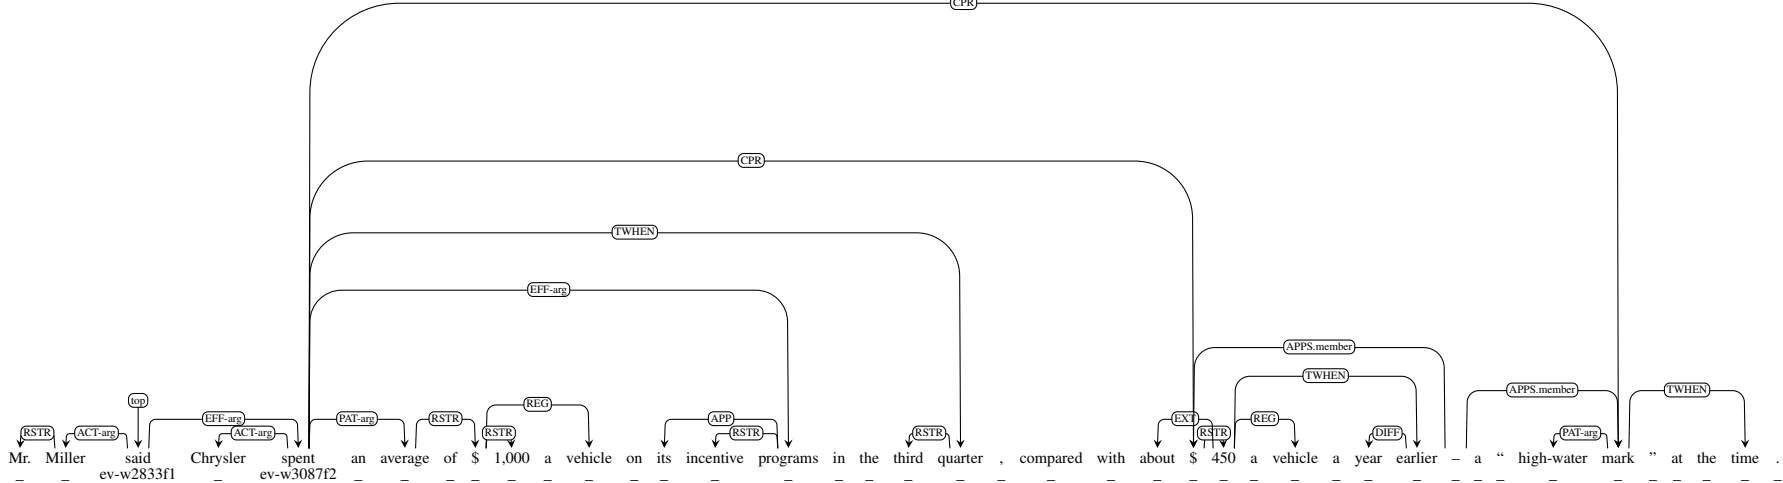 CPR
CPR
TWHEN
EFF-arg
APPS.member
TWHEN
top
REG
APPS.member
TWHEN
EFF-arg
PAT-arg
RSTR
APP
EXT
REG
RSTR
ACT-arg
ACT-arg
RSTR
RSTR
RSTR
RSTR
DIFF
PAT-arg
Mr. Miller said Chrysler spent an average of $ 1,000 a vehicle on its incentive programs in the third quarter , compared with about $ 450 a vehicle a year earlier – a “ high-water mark ” at the time .
_ _ ev-w2833f1 _ ev-w3087f2 _ _ _ _ _ _ _ _ _ _ _ _ _ _ _ _ _ _ _ _ _ _ _ _ _ _ _ _ _ _ _ _ _ _ _